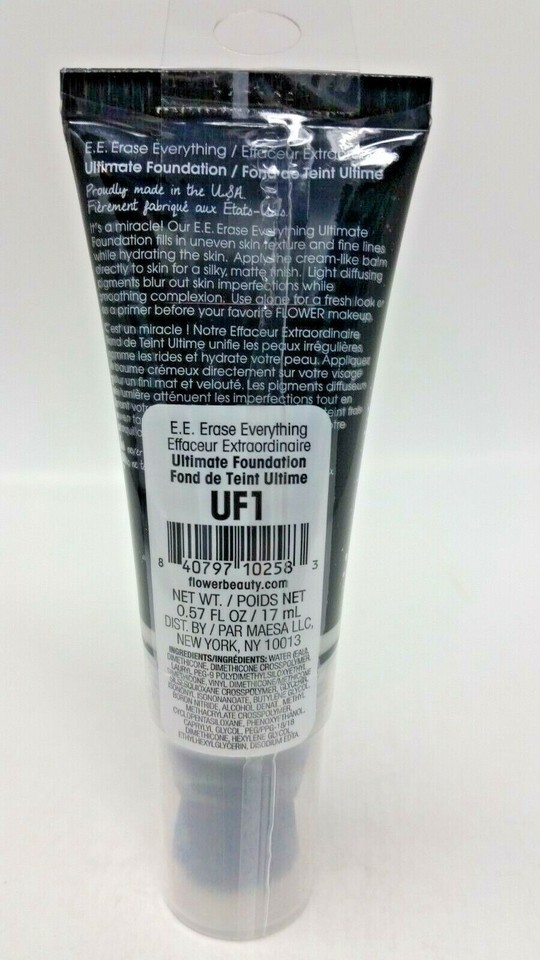 E.E. Erase Everything / Effaceur
Ultimate Foundation / Fond de Teint Ultime
Proudly made in the U.S.A.
Fièrement fabriqué aux États-Unis.
It's a miracle! Our E.E. Erase Everything Ultimate
Foundation fills in uneven skin texture and fine lines
while hydrating the skin. Apply the cream-like balm
directly to skin for a silky, matte finish. Light diffusing
pigments blur out skin imperfections while
smoothing complexion. Use alone for a fresh look or
as a primer before your favorite FLOWER makeup.
C'est un miracle ! Notre Effaceur Extraordinaire
Fond de Teint Ultime unifie les peaux irrégulières,
gomme les rides et hydrate votre peau. Appliquez
baume crémeux directement sur votre visage
pour un fini mat et velouté. Les pigments diffuseurs
lumière atténuent les imperfections tout en
E.E. Erase Everything
Effaceur Extraordinaire
Ultimate Foundation
Fond de Teint Ultime
UF1
8 40797 10258 3
flowerbeauty.com
NET WT. / POIDS NET
0.57 FL OZ / 17 mL
DIST. BY / PAR MAESA LLC,
NEW YORK, NY 10013
INGREDIENTS/INGRÉDIENTS: WATER (EAU),
DIMETHICONE, DIMETHICONE CROSSPOLYMER,
LAURYL PEG-9 POLYDIMETHYLSILOXYETHYL
DIMETHICONE, VINYL DIMETHICONE/METHICONE
SILSESQUIOXANE CROSSPOLYMER, GLYCERIN,
ISONONYL ISONONANOATE, BUTYLENE GLYCOL,
BORON NITRIDE, ALCOHOL DENAT., METHYL
METHACRYLATE CROSSPOLYMER,
CYCLOPENTASILOXANE, PHENOXYETHANOL,
CAPRYLYL GLYCOL, PEG/PPG-18/18
DIMETHICONE, HEXYLENE GLYCOL,
ETHYLHEXYLGLYCERIN, DISODIUM EDTA.